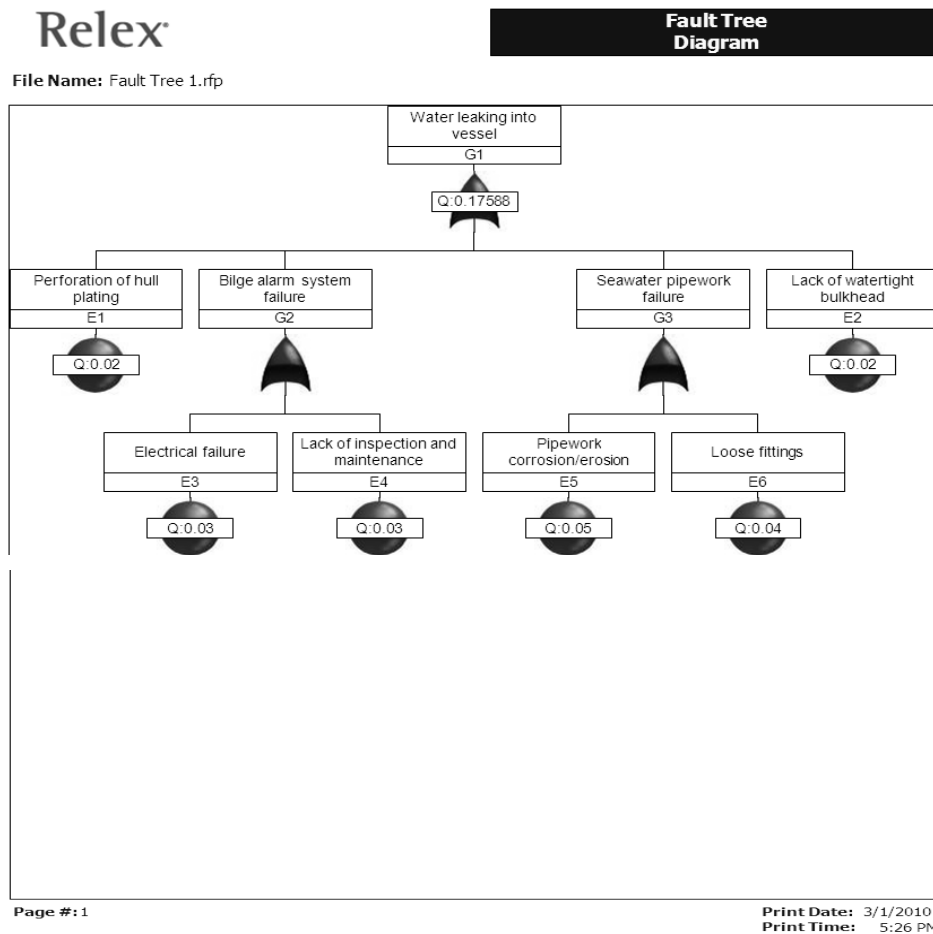 Relex
Fault Tree
Diagram
File Name: Fault Tree 1.rfp
Water leaking into
vessel
G1
Q:0.17588
Perforation of hull
plating
E1
Q:0.02
Bilge alarm system
failure
G2
Seawater pipework
failure
G3
Lack of watertight
bulkhead
E2
Q:0.02
Electrical failure
E3
Q:0.03
Lack of inspection and
maintenance
E4
Q:0.03
Pipework
corrosion/erosion
E5
Q:0.05
Loose fittings
E6
Q:0.04
Page #: 1
Print Date: 3/1/2010
Print Time: 5:26 PM